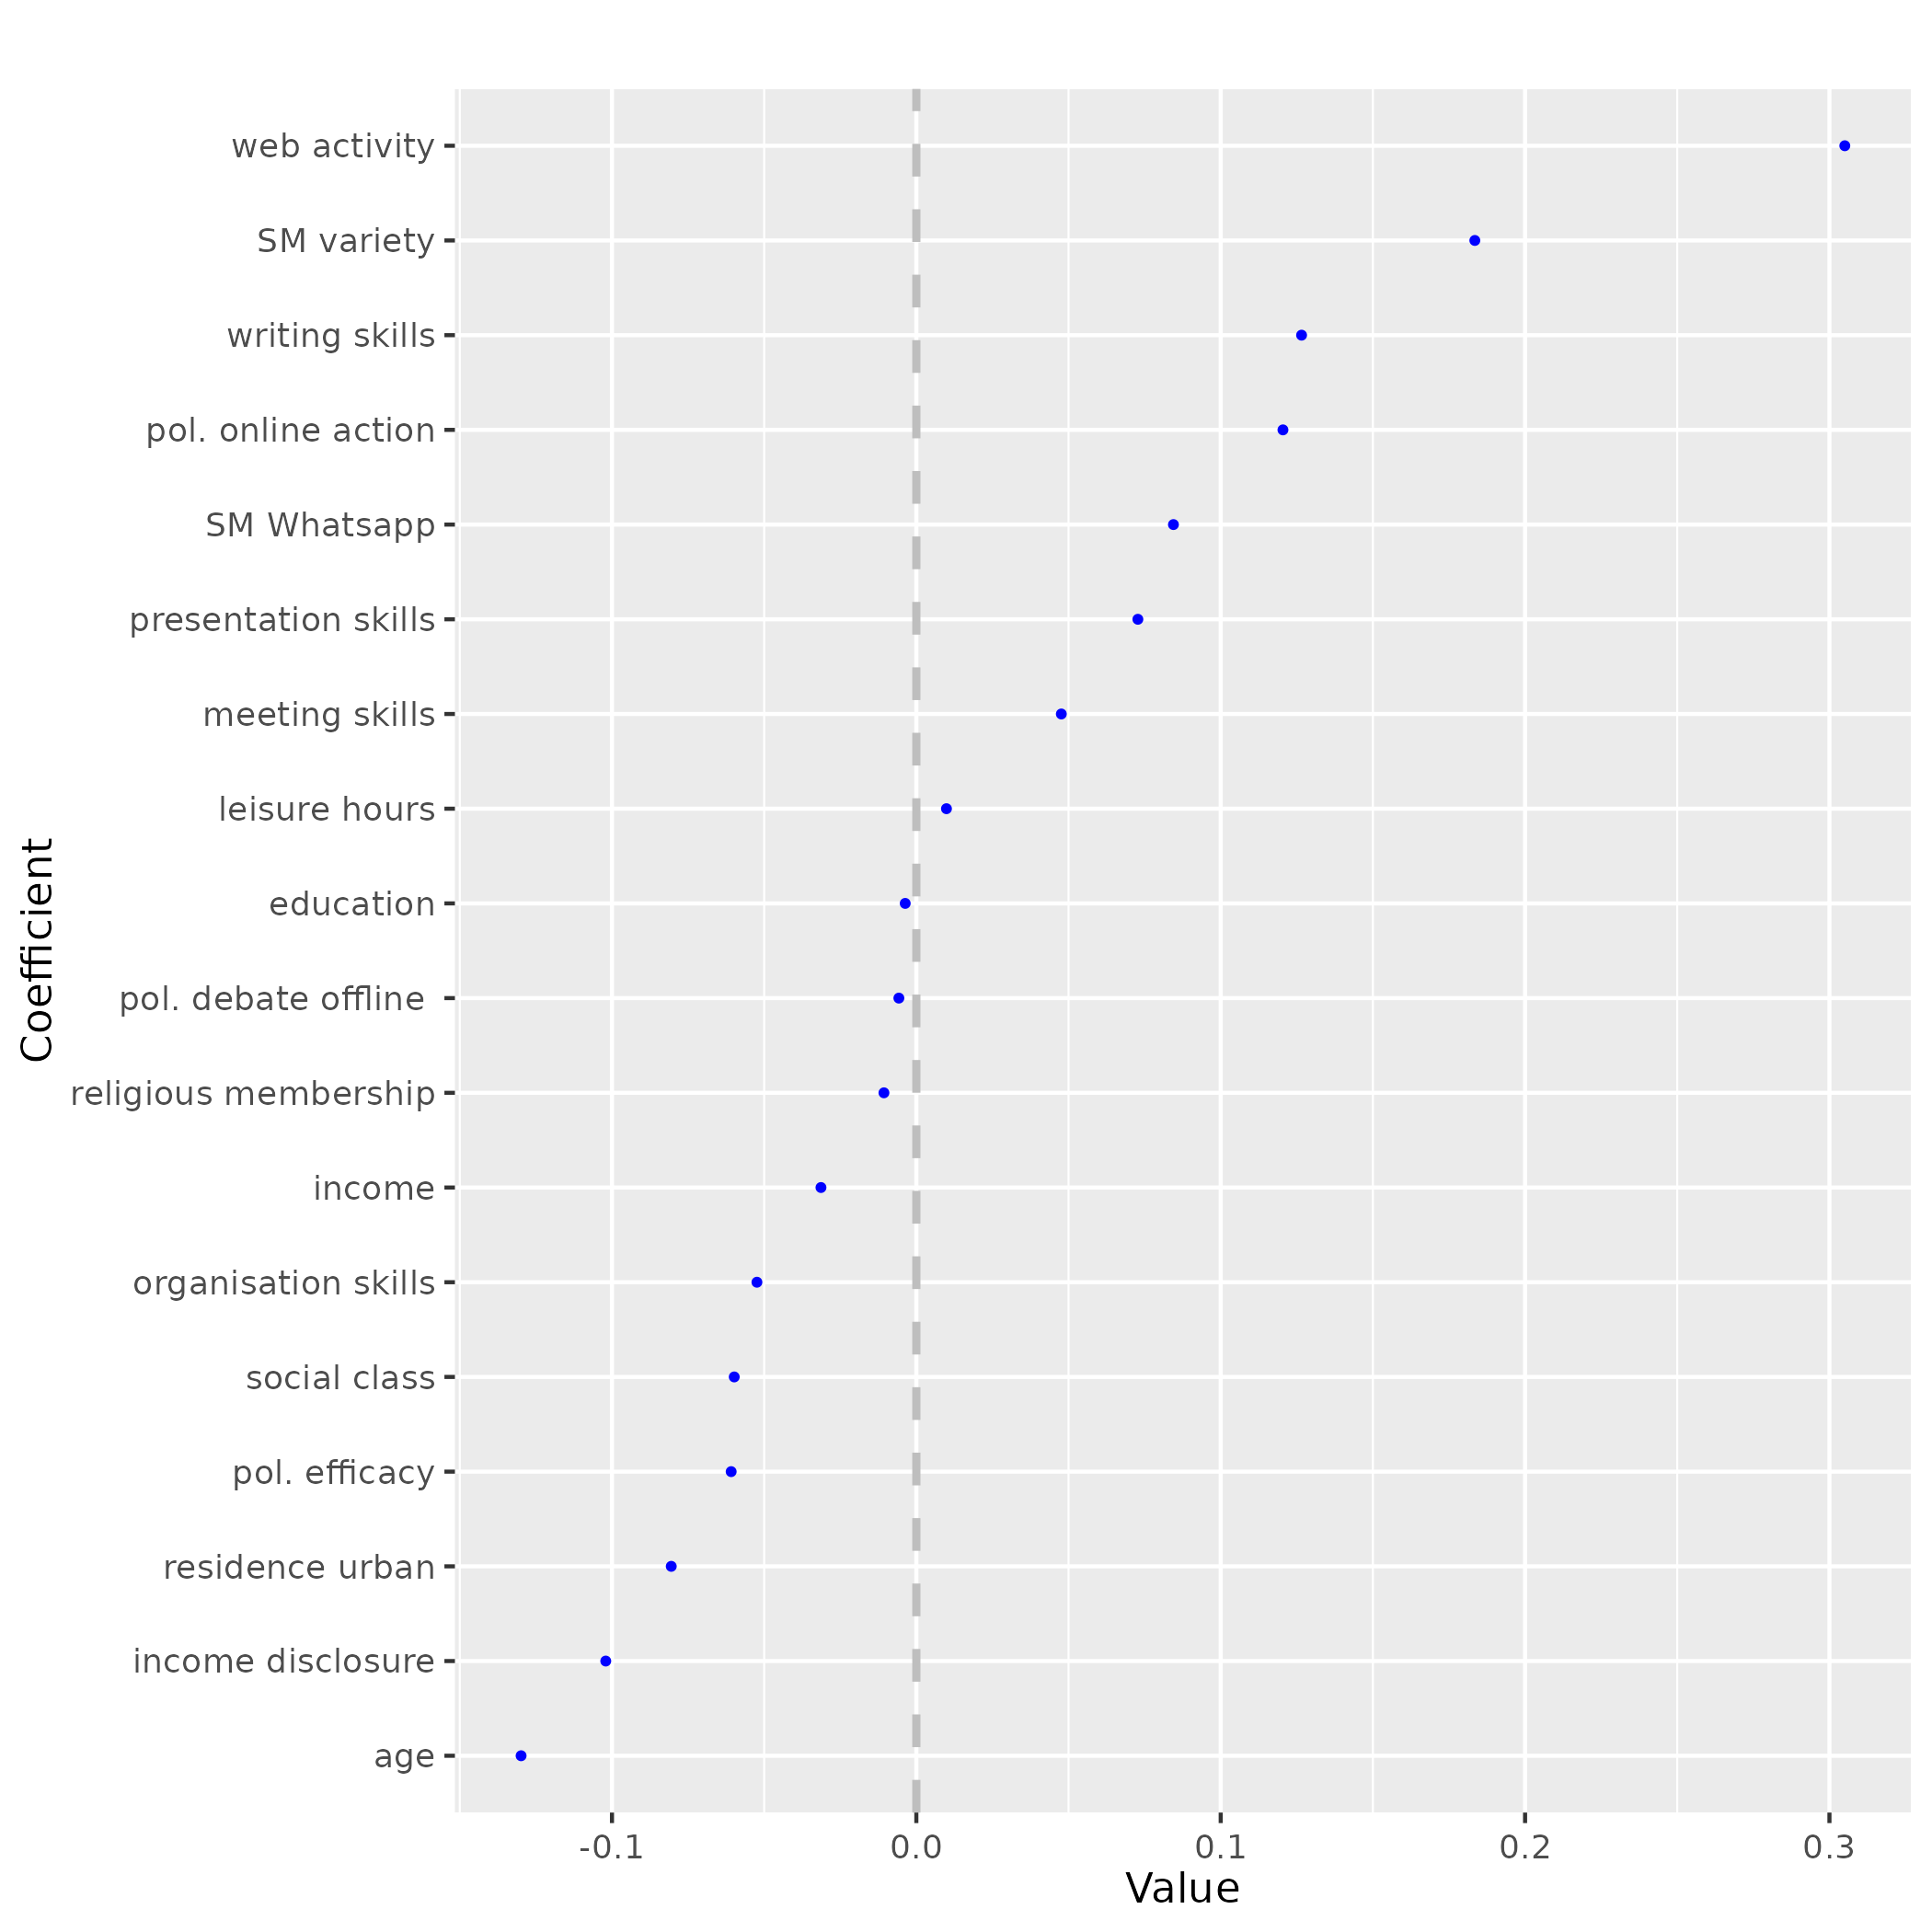 web activity
SM variety
writing skills
pol. online action
SM Whatsapp
presentation skills
meeting skills
leisure hours
education
pol. debate offline
religious membership
income
organisation skills
social class
pol. efficacy
residence urban
income disclosure
age
Coefficient
-0.1 0.0 0.1 0.2 0.3
Value